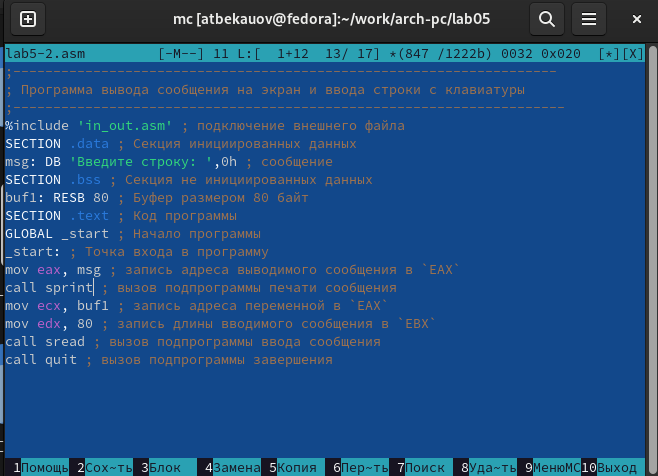 mc [atbekauov@fedora]:~/work/arch-pc/lab05
lab5-2.asm [-M--] 11 L:[ 1+12 13/ 17] *(847 /1222b) 0032 0x020 [*][X]
;--------------------------------------------------------------------
; Программа вывода сообщения на экран и ввода строки с клавиатуры
;---------------------------------------------------------------------
%include 'in_out.asm' ; подключение внешнего файла
SECTION .data ; Секция инициированных данных
msg: DB 'Введите строку: ',0h ; сообщение
SECTION .bss ; Секция не инициированных данных
buf1: RESB 80 ; Буфер размером 80 байт
SECTION .text ; Код программы
GLOBAL _start ; Начало программы
_start: ; Точка входа в программу
mov eax, msg ; запись адреса выводимого сообщения в `EAX`
call sprint ; вызов подпрограммы печати сообщения
mov ecx, buf1 ; запись адреса переменной в `EAX`
mov edx, 80 ; запись длины вводимого сообщения в `EBX`
call sread ; вызов подпрограммы ввода сообщения
call quit ; вызов подпрограммы завершения
1Помощь 2Сох~ть 3Блок 4Замена 5Копия 6Пер~ть 7Поиск 8Уда~ть 9МенюMC 10Выход